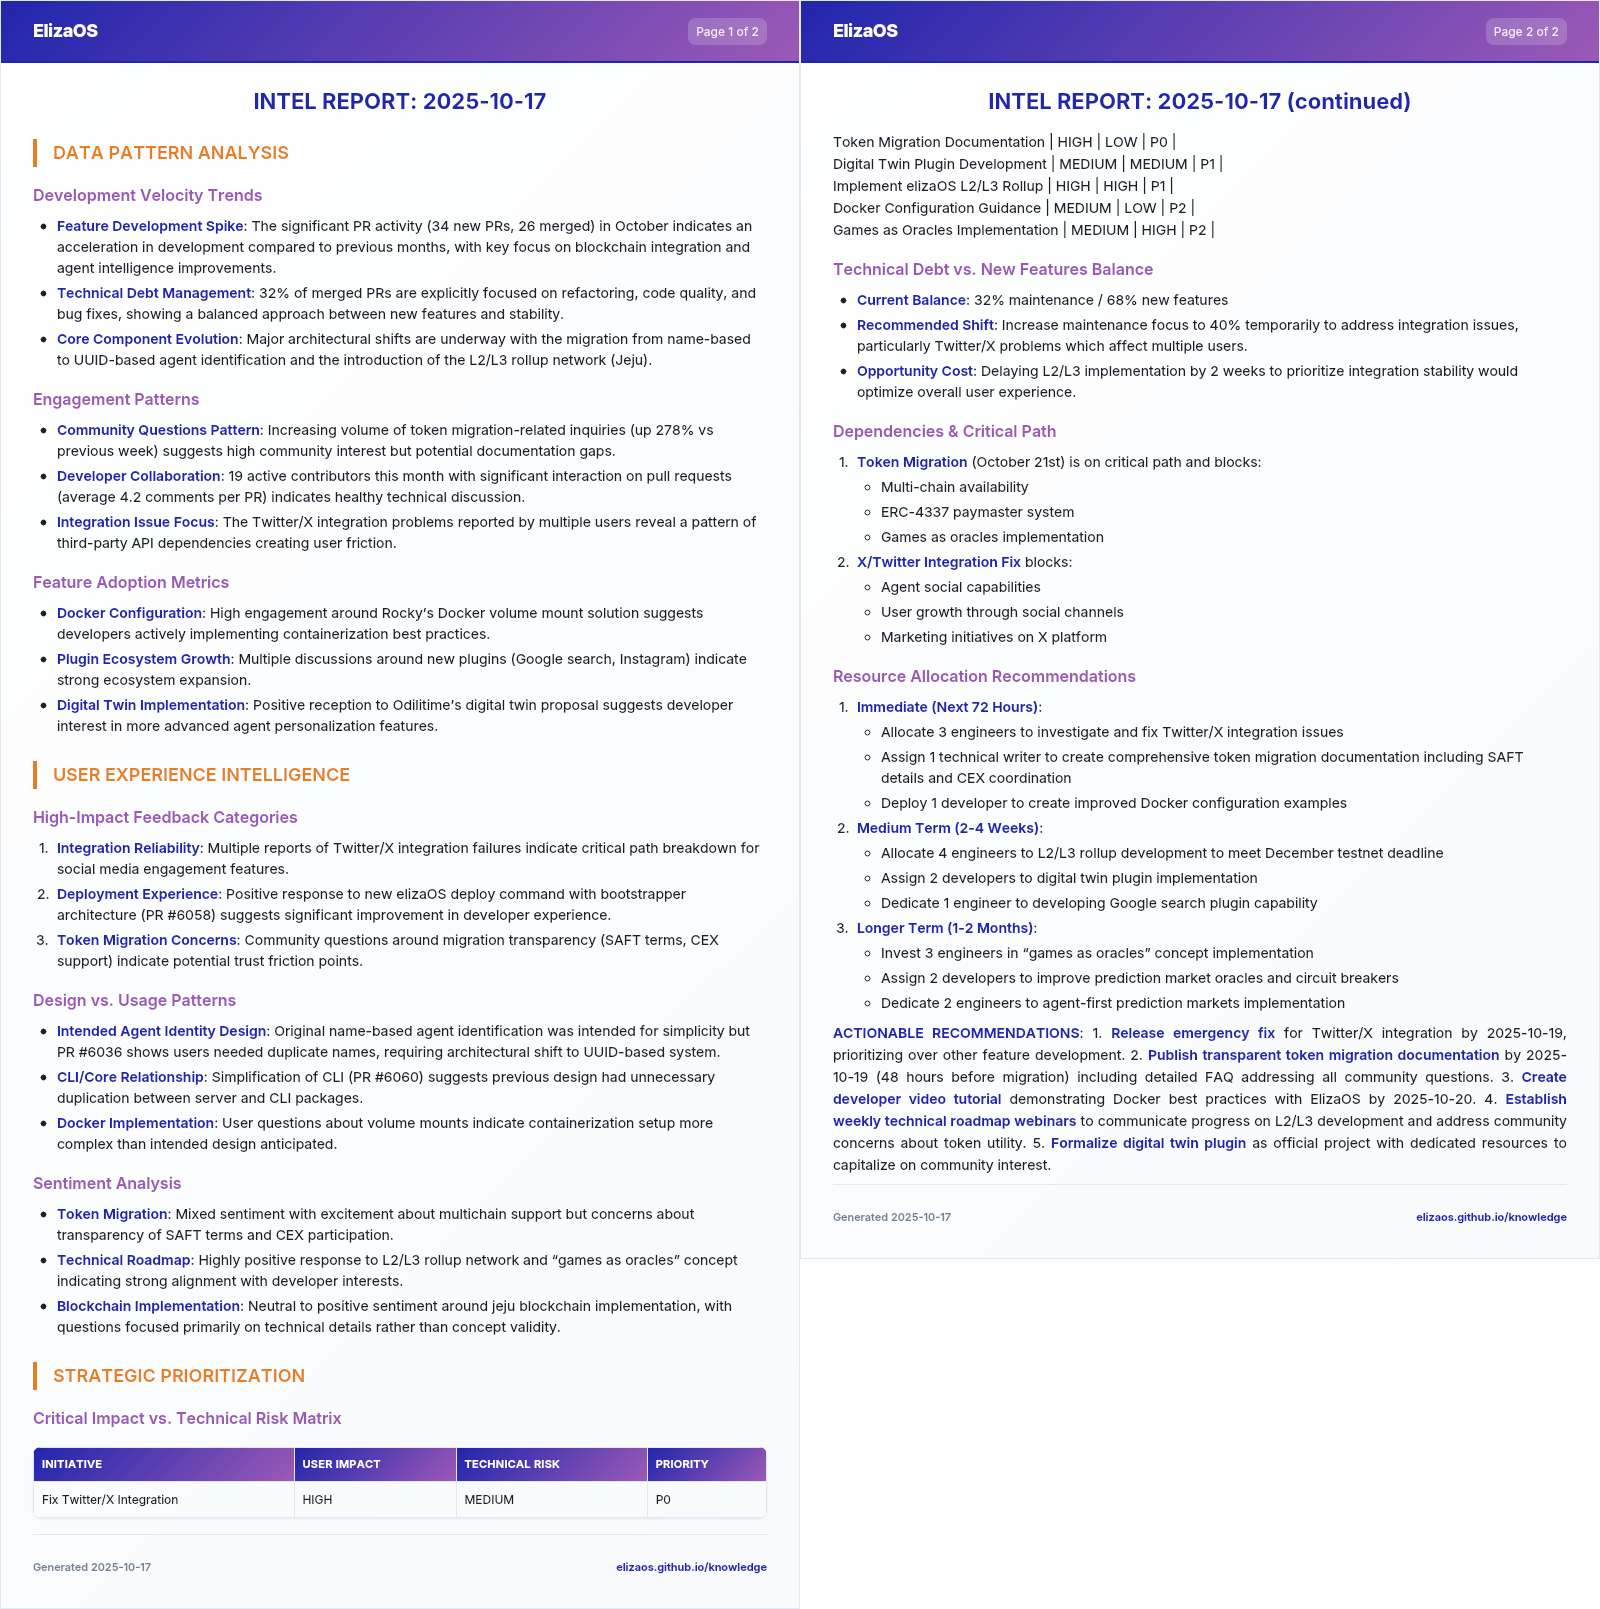 ElizaOS
Page 1 of 2
INTEL REPORT: 2025-10-17
DATA PATTERN ANALYSIS
Development Velocity Trends
• Feature Development Spike: The significant PR activity (34 new PRs, 26 merged) in October indicates an
acceleration in development compared to previous months, with key focus on blockchain integration and
agent intelligence improvements.
• Technical Debt Management: 32% of merged PRs are explicitly focused on refactoring, code quality, and
bug fixes, showing a balanced approach between new features and stability.
• Core Component Evolution: Major architectural shifts are underway with the migration from name-based
to UUID-based agent identification and the introduction of the L2/L3 rollup network (Jeju).
Engagement Patterns
• Community Questions Pattern: Increasing volume of token migration-related inquiries (up 278% vs
previous week) suggests high community interest but potential documentation gaps.
• Developer Collaboration: 19 active contributors this month with significant interaction on pull requests
(average 4.2 comments per PR) indicates healthy technical discussion.
• Integration Issue Focus: The Twitter/X integration problems reported by multiple users reveal a pattern of
third-party API dependencies creating user friction.
Feature Adoption Metrics
• Docker Configuration: High engagement around Rocky's Docker volume mount solution suggests
developers actively implementing containerization best practices.
• Plugin Ecosystem Growth: Multiple discussions around new plugins (Google search, Instagram) indicate
strong ecosystem expansion.
• Digital Twin Implementation: Positive reception to Odilitime's digital twin proposal suggests developer
interest in more advanced agent personalization features.
USER EXPERIENCE INTELLIGENCE
High-Impact Feedback Categories
1. Integration Reliability: Multiple reports of Twitter/X integration failures indicate critical path breakdown for
social media engagement features.
2. Deployment Experience: Positive response to new elizaOS deploy command with bootstrapper
architecture (PR #6058) suggests significant improvement in developer experience.
3. Token Migration Concerns: Community questions around migration transparency (SAFT terms, CEX
support) indicate potential trust friction points.
Design vs. Usage Patterns
• Intended Agent Identity Design: Original name-based agent identification was intended for simplicity but
PR #6036 shows users needed duplicate names, requiring architectural shift to UUID-based system.
• CLI/Core Relationship: Simplification of CLI (PR #6060) suggests previous design had unnecessary
duplication between server and CLI packages.
• Docker Implementation: User questions about volume mounts indicate containerization setup more
complex than intended design anticipated.
Sentiment Analysis
• Token Migration: Mixed sentiment with excitement about multichain support but concerns about
transparency of SAFT terms and CEX participation.
• Technical Roadmap: Highly positive response to L2/L3 rollup network and “games as oracles” concept
indicating strong alignment with developer interests.
• Blockchain Implementation: Neutral to positive sentiment around jeju blockchain implementation, with
questions focused primarily on technical details rather than concept validity.
STRATEGIC PRIORITIZATION
Critical Impact vs. Technical Risk Matrix
INITIATIVE USER IMPACT TECHNICAL RISK PRIORITY
Fix Twitter/X Integration HIGH MEDIUM P0
Generated 2025-10-17
elizaos.github.io/knowledge
ElizaOS
Page 2 of 2
INTEL REPORT: 2025-10-17 (continued)
Token Migration Documentation | HIGH | LOW | P0 |
Digital Twin Plugin Development | MEDIUM | MEDIUM | P1 |
Implement elizaOS L2/L3 Rollup | HIGH | HIGH | P1 |
Docker Configuration Guidance | MEDIUM | LOW | P2 |
Games as Oracles Implementation | MEDIUM | HIGH | P2 |
Technical Debt vs. New Features Balance
• Current Balance: 32% maintenance / 68% new features
• Recommended Shift: Increase maintenance focus to 40% temporarily to address integration issues,
particularly Twitter/X problems which affect multiple users.
• Opportunity Cost: Delaying L2/L3 implementation by 2 weeks to prioritize integration stability would
optimize overall user experience.
Dependencies & Critical Path
1. Token Migration (October 21st) is on critical path and blocks:
◦ Multi-chain availability
◦ ERC-4337 paymaster system
◦ Games as oracles implementation
2. X/Twitter Integration Fix blocks:
◦ Agent social capabilities
◦ User growth through social channels
◦ Marketing initiatives on X platform
Resource Allocation Recommendations
1. Immediate (Next 72 Hours):
◦ Allocate 3 engineers to investigate and fix Twitter/X integration issues
◦ Assign 1 technical writer to create comprehensive token migration documentation including SAFT
details and CEX coordination
◦ Deploy 1 developer to create improved Docker configuration examples
2. Medium Term (2-4 Weeks):
◦ Allocate 4 engineers to L2/L3 rollup development to meet December testnet deadline
◦ Assign 2 developers to digital twin plugin implementation
◦ Dedicate 1 engineer to developing Google search plugin capability
3. Longer Term (1-2 Months):
◦ Invest 3 engineers in “games as oracles” concept implementation
◦ Assign 2 developers to improve prediction market oracles and circuit breakers
◦ Dedicate 2 engineers to agent-first prediction markets implementation
ACTIONABLE RECOMMENDATIONS: 1. Release emergency fix for Twitter/X integration by 2025-10-19,
prioritizing over other feature development. 2. Publish transparent token migration documentation by 2025-
10-19 (48 hours before migration) including detailed FAQ addressing all community questions. 3. Create
developer video tutorial demonstrating Docker best practices with ElizaOS by 2025-10-20. 4. Establish
weekly technical roadmap webinars to communicate progress on L2/L3 development and address community
concerns about token utility. 5. Formalize digital twin plugin as official project with dedicated resources to
capitalize on community interest.
Generated 2025-10-17
elizaos.github.io/knowledge